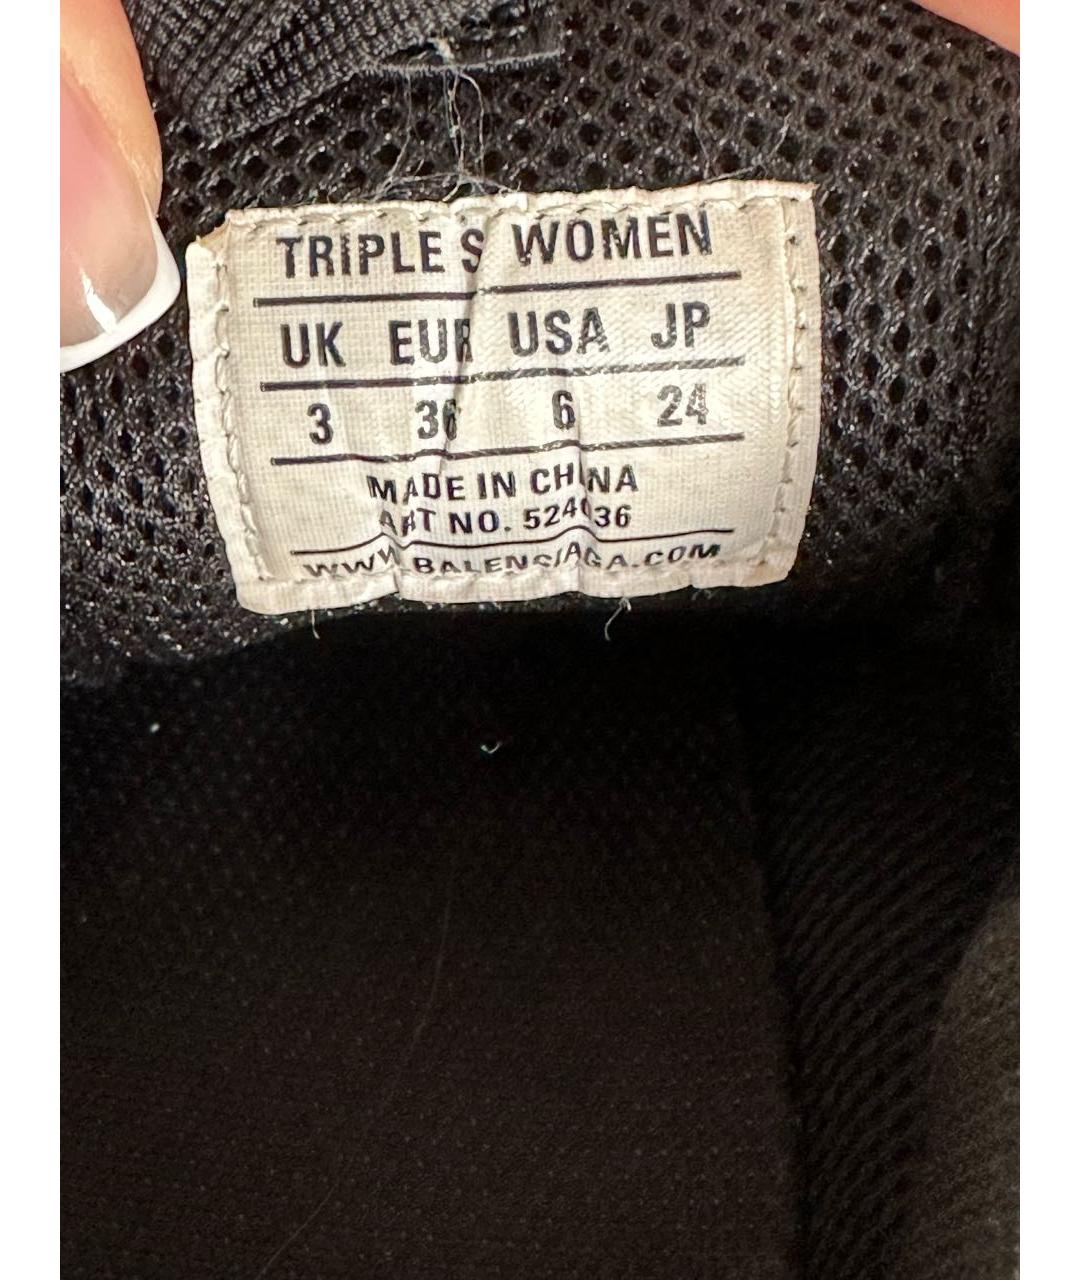 TRIPLE S WOMEN
UK EUR USA JP
3 36 6 24
MADE IN CHINA
ART NO. 524036
WWW.BALENCIAGA.COM